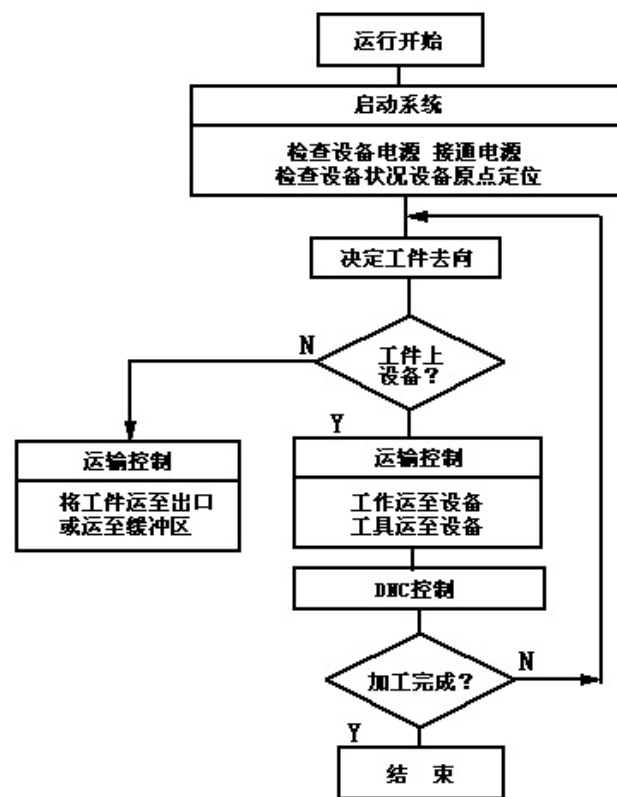 运行开始
启动系统
检查设备电源 接通电源
检查设备状况设备原点定位
决定工件去向
N
工件上
设备？
Y
运输控制
将工件运至出口
或运至缓冲区
运输控制
工作运至设备
工具运至设备
DNC控制
加工完成？
N
Y
结 束